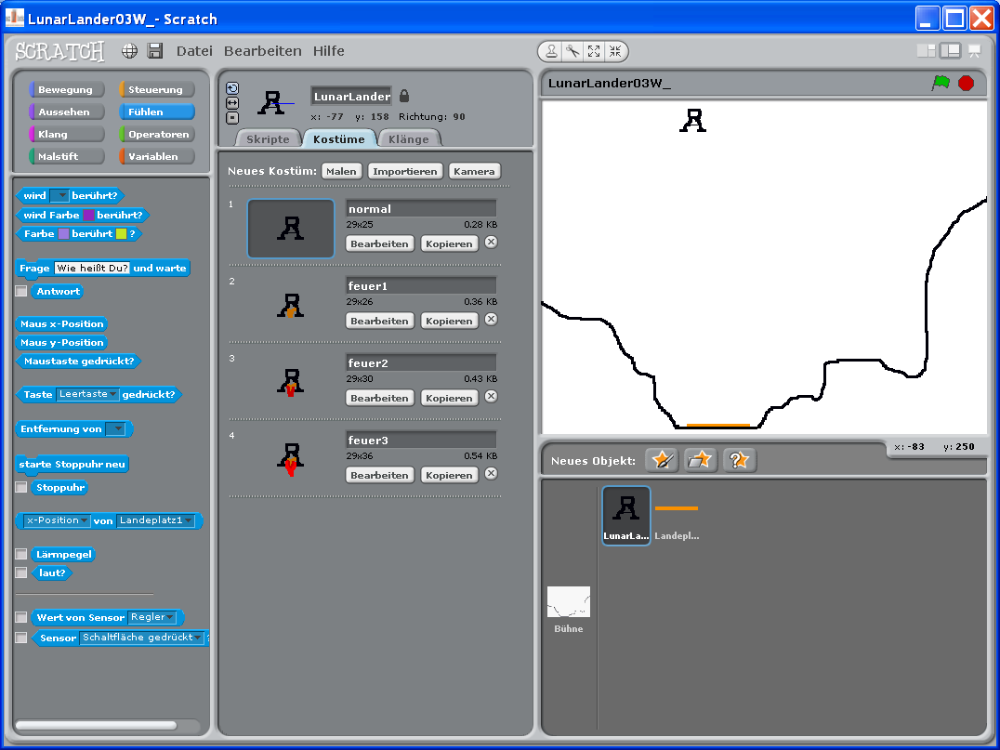 LunarLander03W_- Scratch
SCRATCH Datei Bearbeiten Hilfe
Bewegung Steuerung
Aussehen Fühlen
Klang Operatoren
Malstift Variablen
wird berührt?
wird Farbe berührt?
Farbe berührt ?
Frage Wie heißt Du? und warte
Antwort
Maus x-Position
Maus y-Position
Maustaste gedrückt?
Taste Leertaste gedrückt?
Entfernung von
starte Stoppuhr neu
Stoppuhr
x-Position von Landeplatz1
Lärmpegel
laut?
Wert von Sensor Regler
Sensor Schaltfläche gedrückt ?
LunarLander
x: -77 y: 158 Richtung: 90
Skripte Kostüme Klänge
Neues Kostüm: Malen Importieren Kamera
1
normal
29x25 0.28 KB
Bearbeiten Kopieren
2
feuer1
29x26 0.36 KB
Bearbeiten Kopieren
3
feuer2
29x30 0.43 KB
Bearbeiten Kopieren
4
feuer3
29x36 0.54 KB
Bearbeiten Kopieren
LunarLander03W_
x: -83 y: 250
Neues Objekt:
LunarLa... Landepl...
Bühne